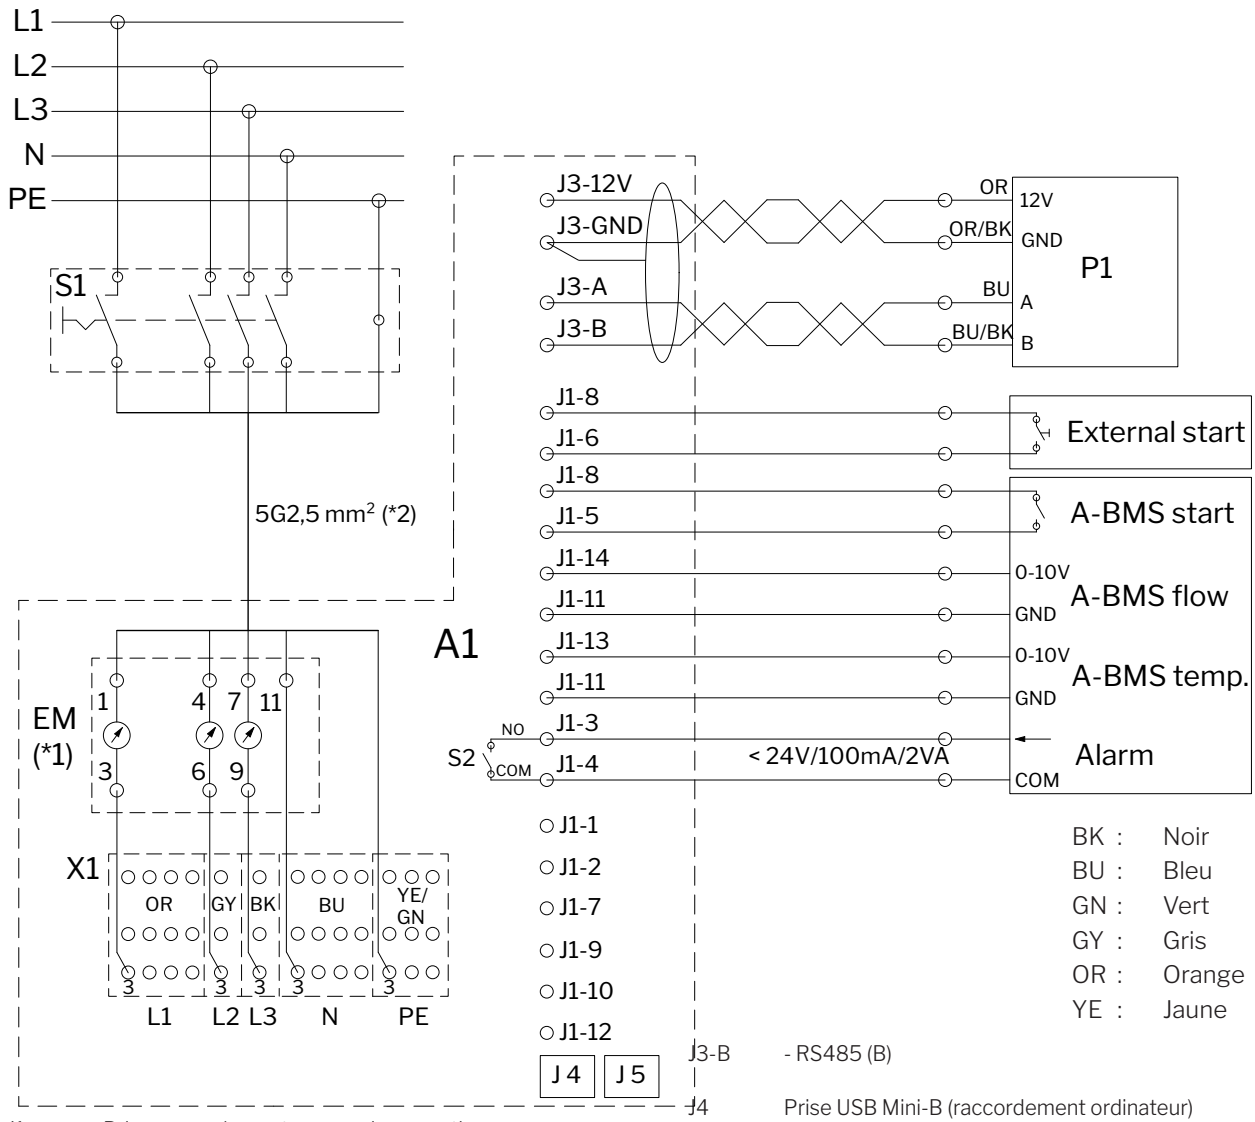 L1
L2
L3
N
PE
S1
5G2,5 mm² (*2)
A1
EM
(*1)
1
4
7
11
3
6
9
X1
OR
GY
BK
BU
YE/
GN
3
3
3
3
3
L1
L2
L3
N
PE
J3-12V
J3-GND
J3-A
J3-B
OR
OR/BK
BU
BU/BK
12V
GND
A
B
P1
J1-8
J1-6
External start
J1-8
J1-5
A-BMS start
J1-14
0-10V
A-BMS flow
J1-11
GND
J1-13
0-10V
A-BMS temp.
J1-11
GND
S2
NO
J1-3
< 24V/100mA/2VA
Alarm
COM
J1-4
COM
J1-1
J1-2
J1-7
J1-9
J1-10
J1-12
J 4
J 5
BK : Noir
BU : Bleu
GN : Vert
GY : Gris
OR : Orange
YE : Jaune
J3-B - RS485 (B)
J4 Prise USB Mini-B (raccordement ordinateur)